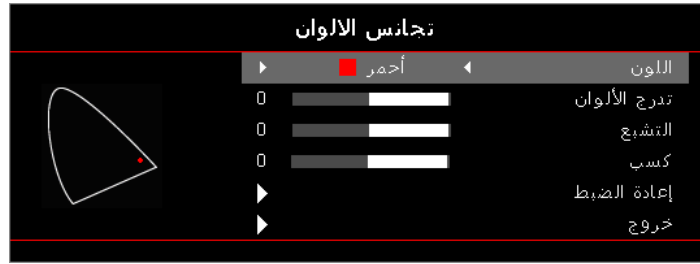 تجانس الالوان
اللون أحمر
تدرج الألوان 0
التشبع 0
كسب 0
إعادة الضبط
خروج